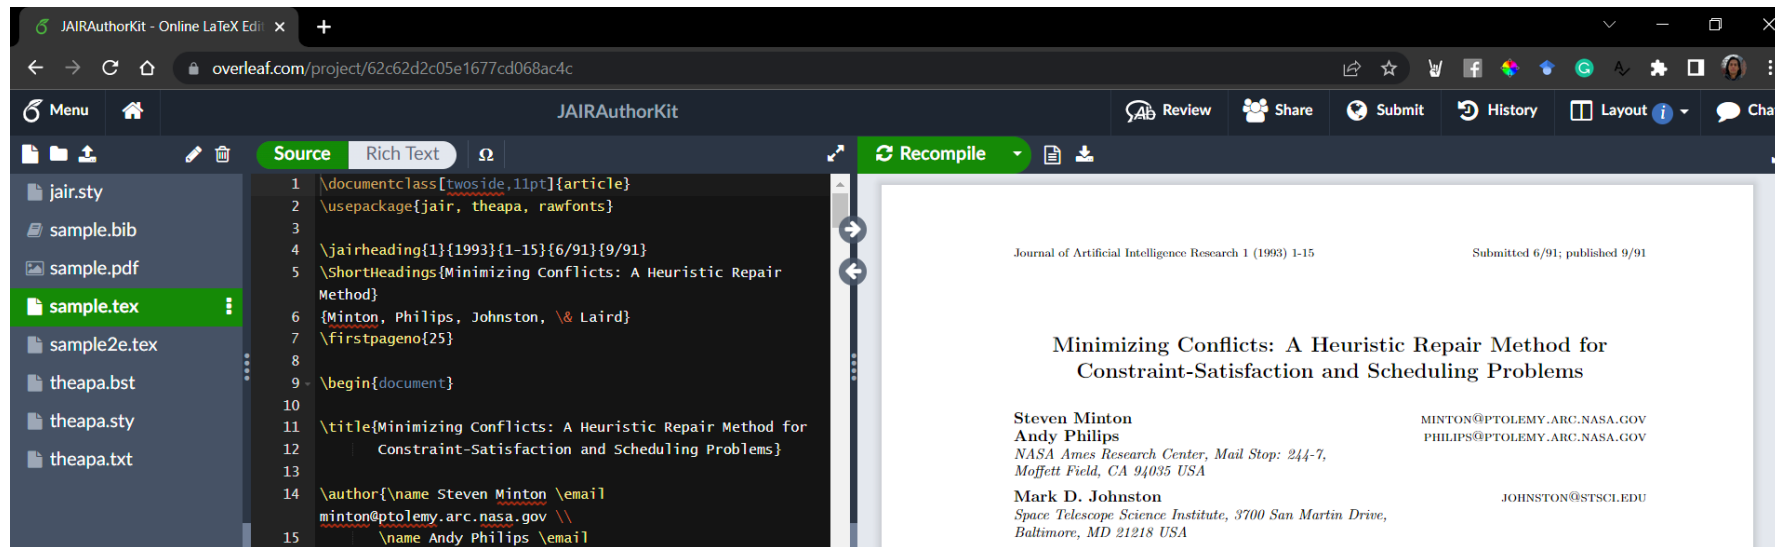 JAIRAuthorKit - Online LaTeX Edit
overleaf.com/project/62c62d2c05e1677cd068ac4c
Menu
JAIRAuthorKit
Review
Share
Submit
History
Layout
Cha
Source
Rich Text
Ω
Recompile
jair.sty
sample.bib
sample.pdf
sample.tex
sample2e.tex
theapa.bst
theapa.sty
theapa.txt
1 \documentclass[twoside,11pt]{article}
2 \usepackage{jair, theapa, rawfonts}
3
4 \jairheading{1}{1993}{1-15}{6/91}{9/91}
5 \ShortHeadings{Minimizing Conflicts: A Heuristic Repair
Method}
6 {Minton, Philips, Johnston, \& Laird}
7 \firstpageno{25}
8
9 \begin{document}
10
11 \title{Minimizing Conflicts: A Heuristic Repair Method for
12 Constraint-Satisfaction and Scheduling Problems}
13
14 \author{\name Steven Minton \email
minton@ptolemy.arc.nasa.gov \\
15 \name Andy Philips \email
Journal of Artificial Intelligence Research 1 (1993) 1-15
Submitted 6/91; published 9/91
Minimizing Conflicts: A Heuristic Repair Method for
Constraint-Satisfaction and Scheduling Problems
Steven Minton
MINTON@PTOLEMY.ARC.NASA.GOV
Andy Philips
PHILIPS@PTOLEMY.ARC.NASA.GOV
NASA Ames Research Center, Mail Stop: 244-7,
Moffett Field, CA 94035 USA
Mark D. Johnston
JOHNSTON@STSCI.EDU
Space Telescope Science Institute, 3700 San Martin Drive,
Baltimore, MD 21218 USA